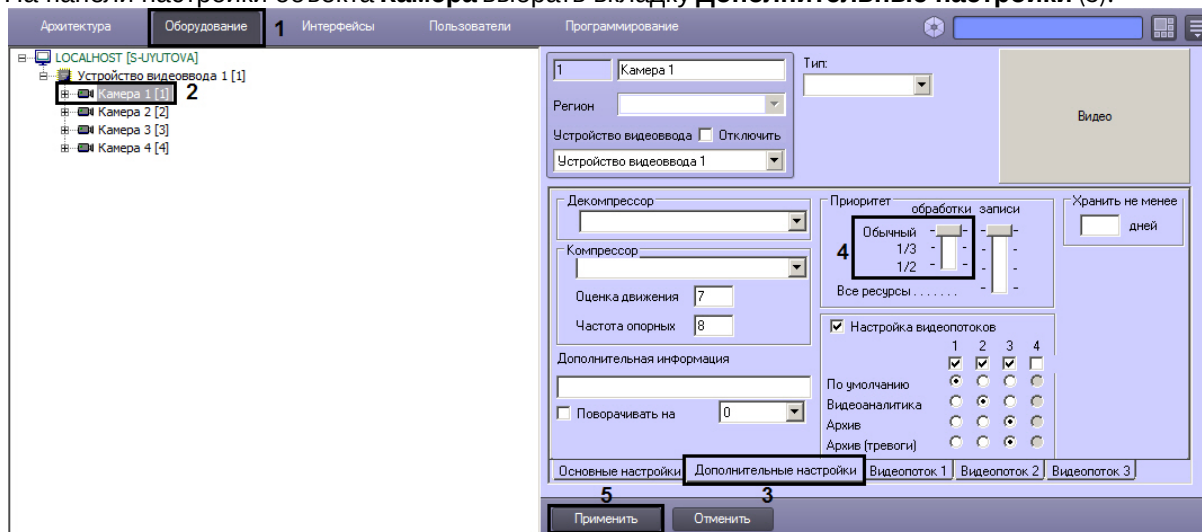 На панели настройки объекта Камера выбрать вкладку Дополнительные настройки (3).
Архитектура Оборудование 1 Интерфейсы Пользователи Программирование
LOCALHOST [S-UYUTOVA]
Устройство видеоввода 1 [1]
Камера 1 [1] 2
Камера 2 [2]
Камера 3 [3]
Камера 4 [4]
1 Камера 1
Тип:
Регион
Устройство видеоввода Отключить
Устройство видеоввода 1
Видео
Декомпрессор
Компрессор
Оценка движения 7
Частота опорных 8
Дополнительная информация
Поворачивать на 0
Приоритет
обработки записи
Обычный
4 1/3
1/2
Все ресурсы . . . . . . .
Хранить не менее
дней
Настройка видеопотоков
1 2 3 4
По умолчанию
Видеоаналитика
Архив
Архив (тревоги)
Основные настройки Дополнительные настройки Видеопоток 1 Видеопоток 2 Видеопоток 3
5 3
Применить Отменить